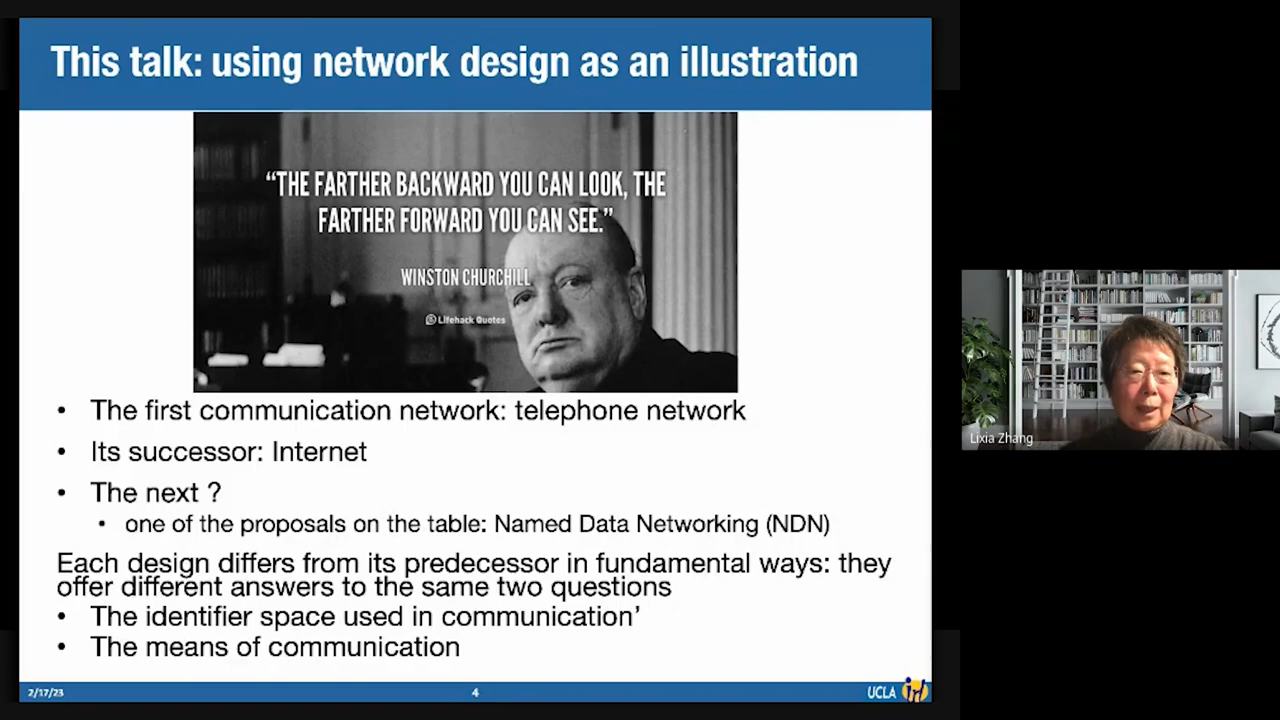 This talk: using network design as an illustration
“THE FARTHER BACKWARD YOU CAN LOOK, THE
FARTHER FORWARD YOU CAN SEE.”
WINSTON CHURCHILL
Lifehack Quotes
• The first communication network: telephone network
• Its successor: Internet
• The next ?
• one of the proposals on the table: Named Data Networking (NDN)
Each design differs from its predecessor in fundamental ways: they
offer different answers to the same two questions
• The identifier space used in communication’
• The means of communication
2/17/23
4
UCLA irl
Lixia Zhang